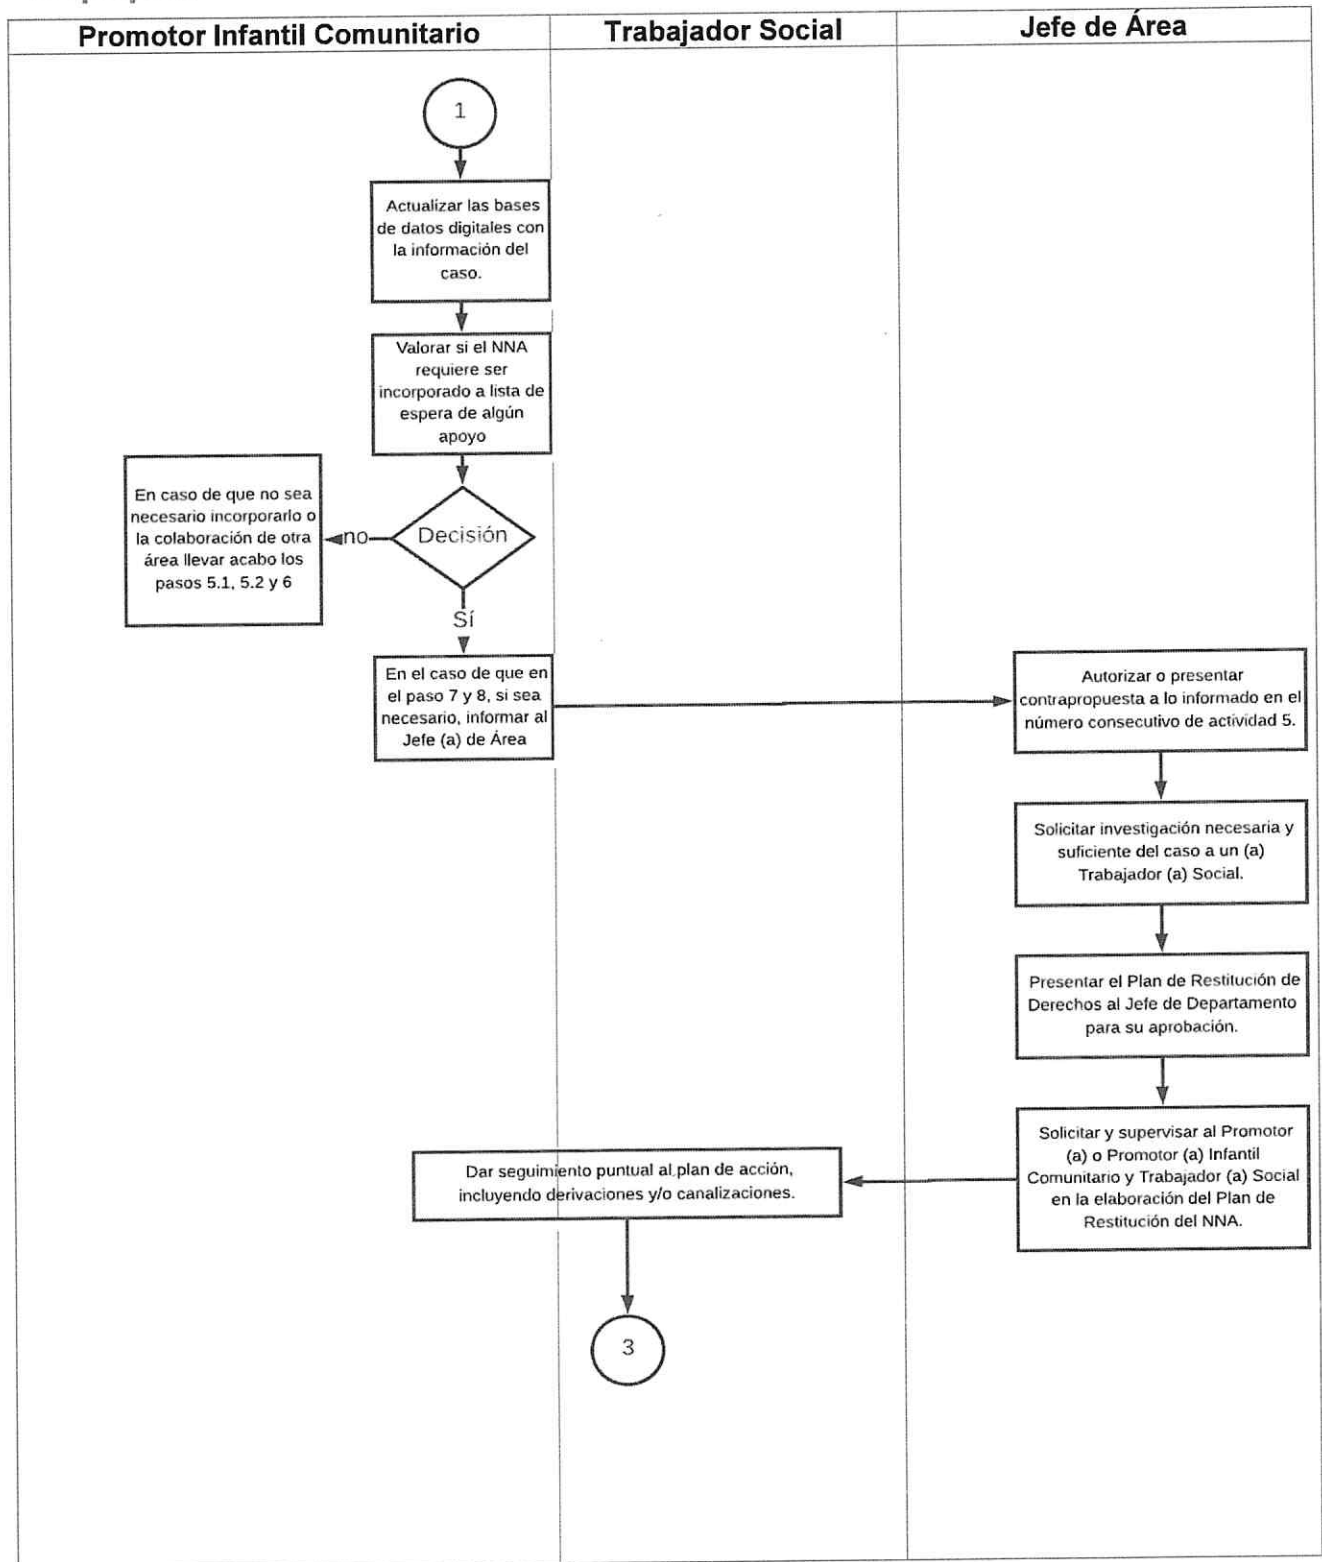 Promotor Infantil Comunitario
Trabajador Social
Jefe de Área
1
Actualizar las bases
de datos digitales con
la información del
caso.
Valorar si el NNA
requiere ser
incorporado a lista de
espera de algún
apoyo
Decisión
no
En caso de que no sea
necesario incorporarlo o
la colaboración de otra
área llevar acabo los
pasos 5.1, 5.2 y 6
Sí
En el caso de que en
el paso 7 y 8, si sea
necesario, informar al
Jefe (a) de Área
Autorizar o presentar
contrapropuesta a lo informado en el
número consecutivo de actividad 5.
Solicitar investigación necesaria y
suficiente del caso a un (a)
Trabajador (a) Social.
Presentar el Plan de Restitución de
Derechos al Jefe de Departamento
para su aprobación.
Solicitar y supervisar al Promotor
(a) o Promotor (a) Infantil
Comunitario y Trabajador (a) Social
en la elaboración del Plan de
Restitución del NNA.
Dar seguimiento puntual al plan de acción,
incluyendo derivaciones y/o canalizaciones.
3